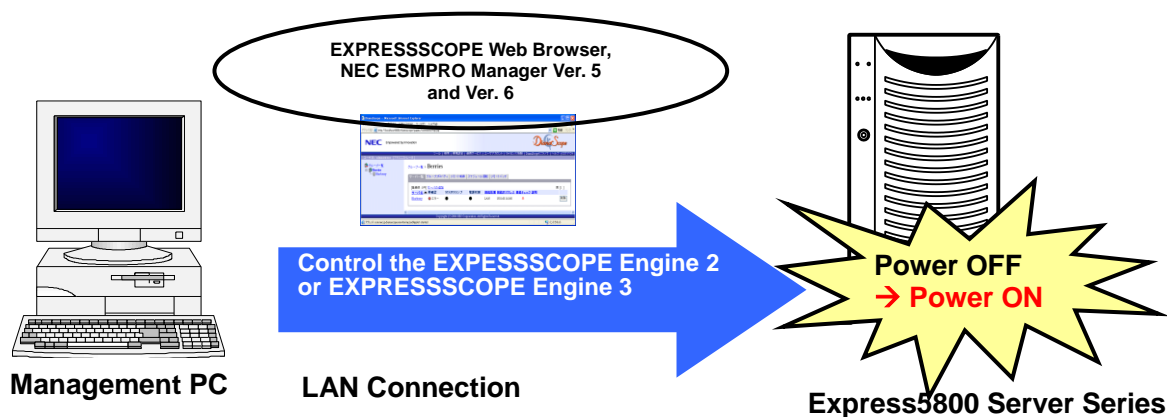 EXPRESSSCOPE Web Browser,
NEC ESMPRO Manager Ver. 5
and Ver. 6
NEC
Berries
Control the EXPESSSCOPE Engine 2
or EXPRESSSCOPE Engine 3
Power OFF
→ Power ON
Management PC
LAN Connection
Express5800 Server Series